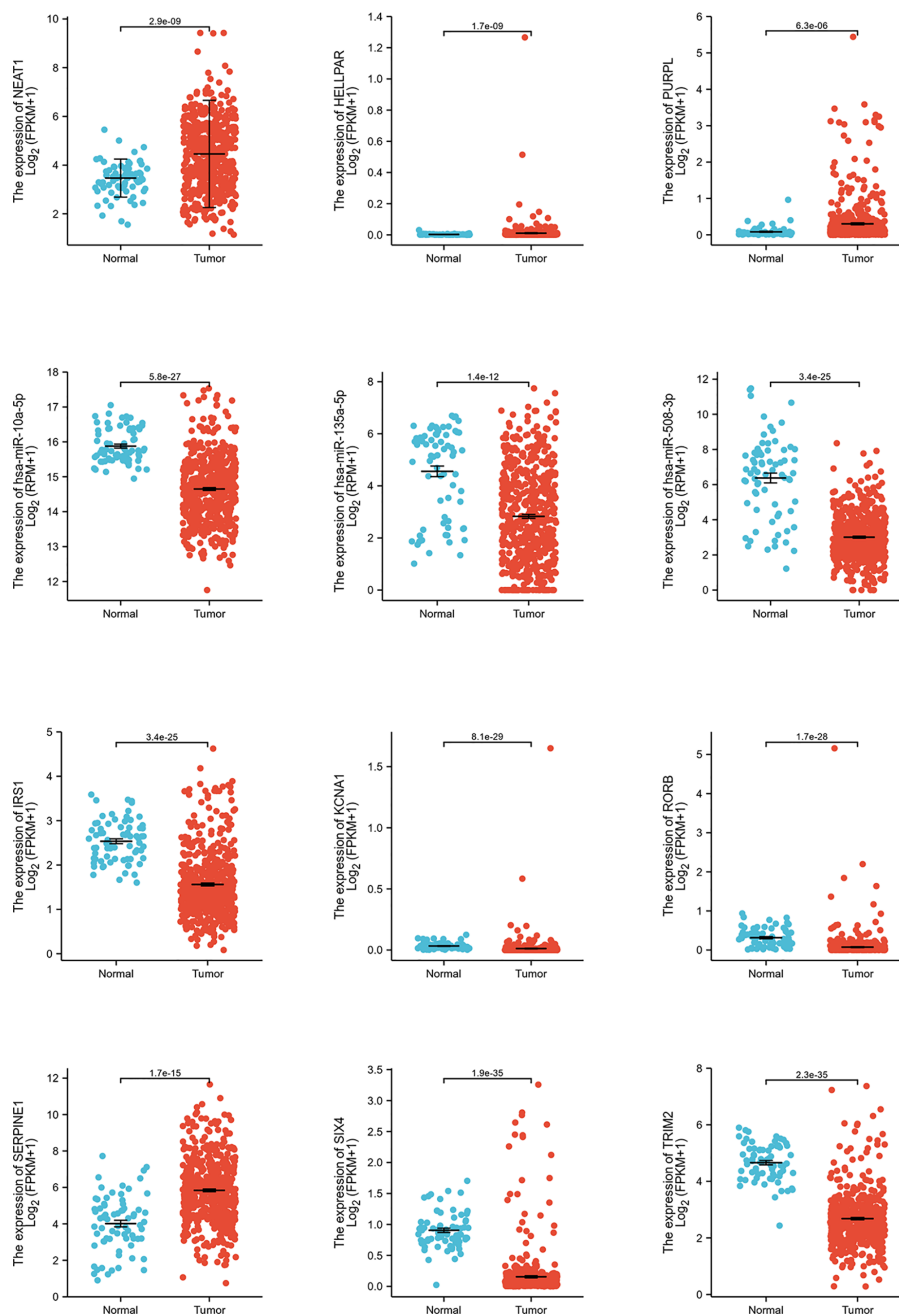 The expression of NEAT1
Log2 (FPKM+1)
2.9e-09
10
8
6
4
2
Normal
Tumor
The expression of HELLPAR
Log2 (FPKM+1)
1.7e-09
1.4
1.2
1.0
0.8
0.6
0.4
0.2
0.0
Normal
Tumor
The expression of PURPL
Log2 (FPKM+1)
6.3e-06
6
5
4
3
2
1
0
Normal
Tumor
The expression of hsa-miR-10a-5p
Log2 (RPM+1)
5.8e-27
18
17
16
15
14
13
12
Normal
Tumor
The expression of hsa-miR-135a-5p
Log2 (RPM+1)
1.4e-12
8
6
4
2
0
Normal
Tumor
The expression of hsa-miR-508-3p
Log2 (RPM+1)
3.4e-25
12
10
8
6
4
2
0
Normal
Tumor
The expression of IRS1
Log2 (FPKM+1)
3.4e-25
5
4
3
2
1
0
Normal
Tumor
The expression of KCNA1
Log2 (FPKM+1)
8.1e-29
1.5
1.0
0.5
0.0
Normal
Tumor
The expression of RORB
Log2 (FPKM+1)
1.7e-28
5
4
3
2
1
0
Normal
Tumor
The expression of SERPINE1
Log2 (FPKM+1)
1.7e-15
12
10
8
6
4
2
0
Normal
Tumor
The expression of SIX4
Log2 (FPKM+1)
1.9e-35
3.5
3.0
2.5
2.0
1.5
1.0
0.5
0.0
Normal
Tumor
The expression of TRIM2
Log2 (FPKM+1)
2.3e-35
8
6
4
2
0
Normal
Tumor